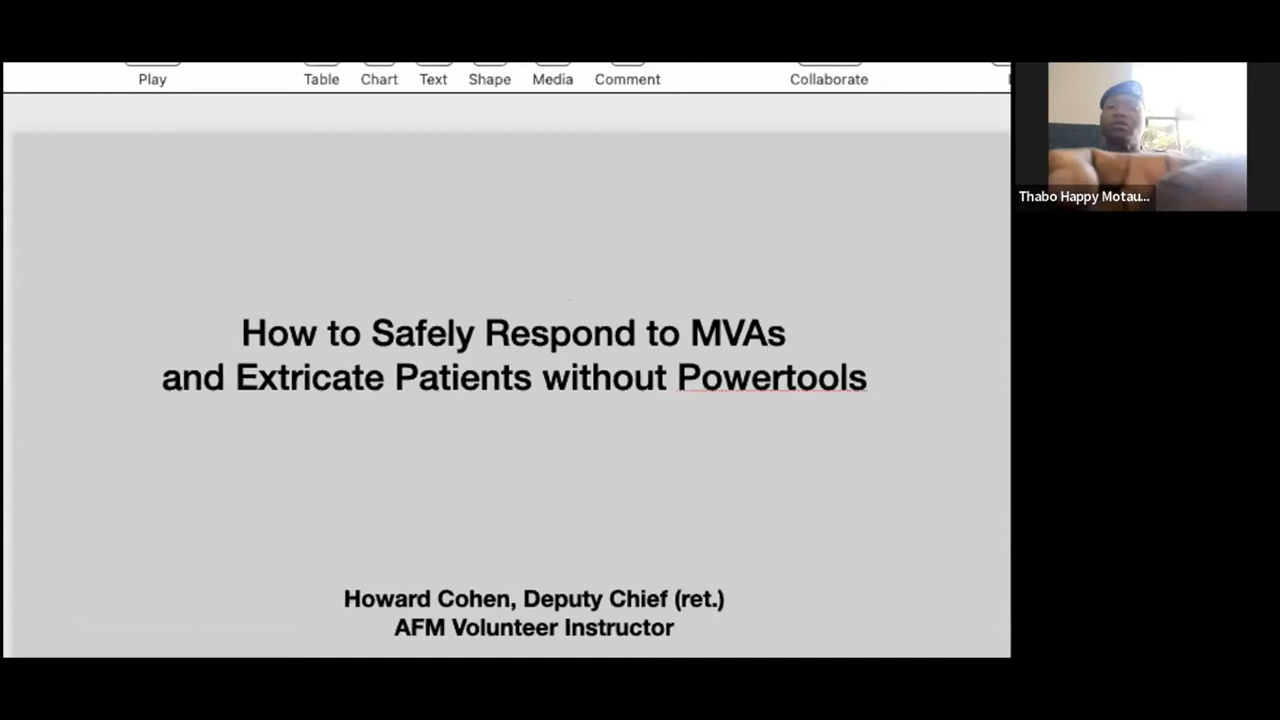 Play Table Chart Text Shape Media Comment Collaborate
Thabo Happy Motau...
How to Safely Respond to MVAs
and Extricate Patients without Powertools
Howard Cohen, Deputy Chief (ret.)
AFM Volunteer Instructor